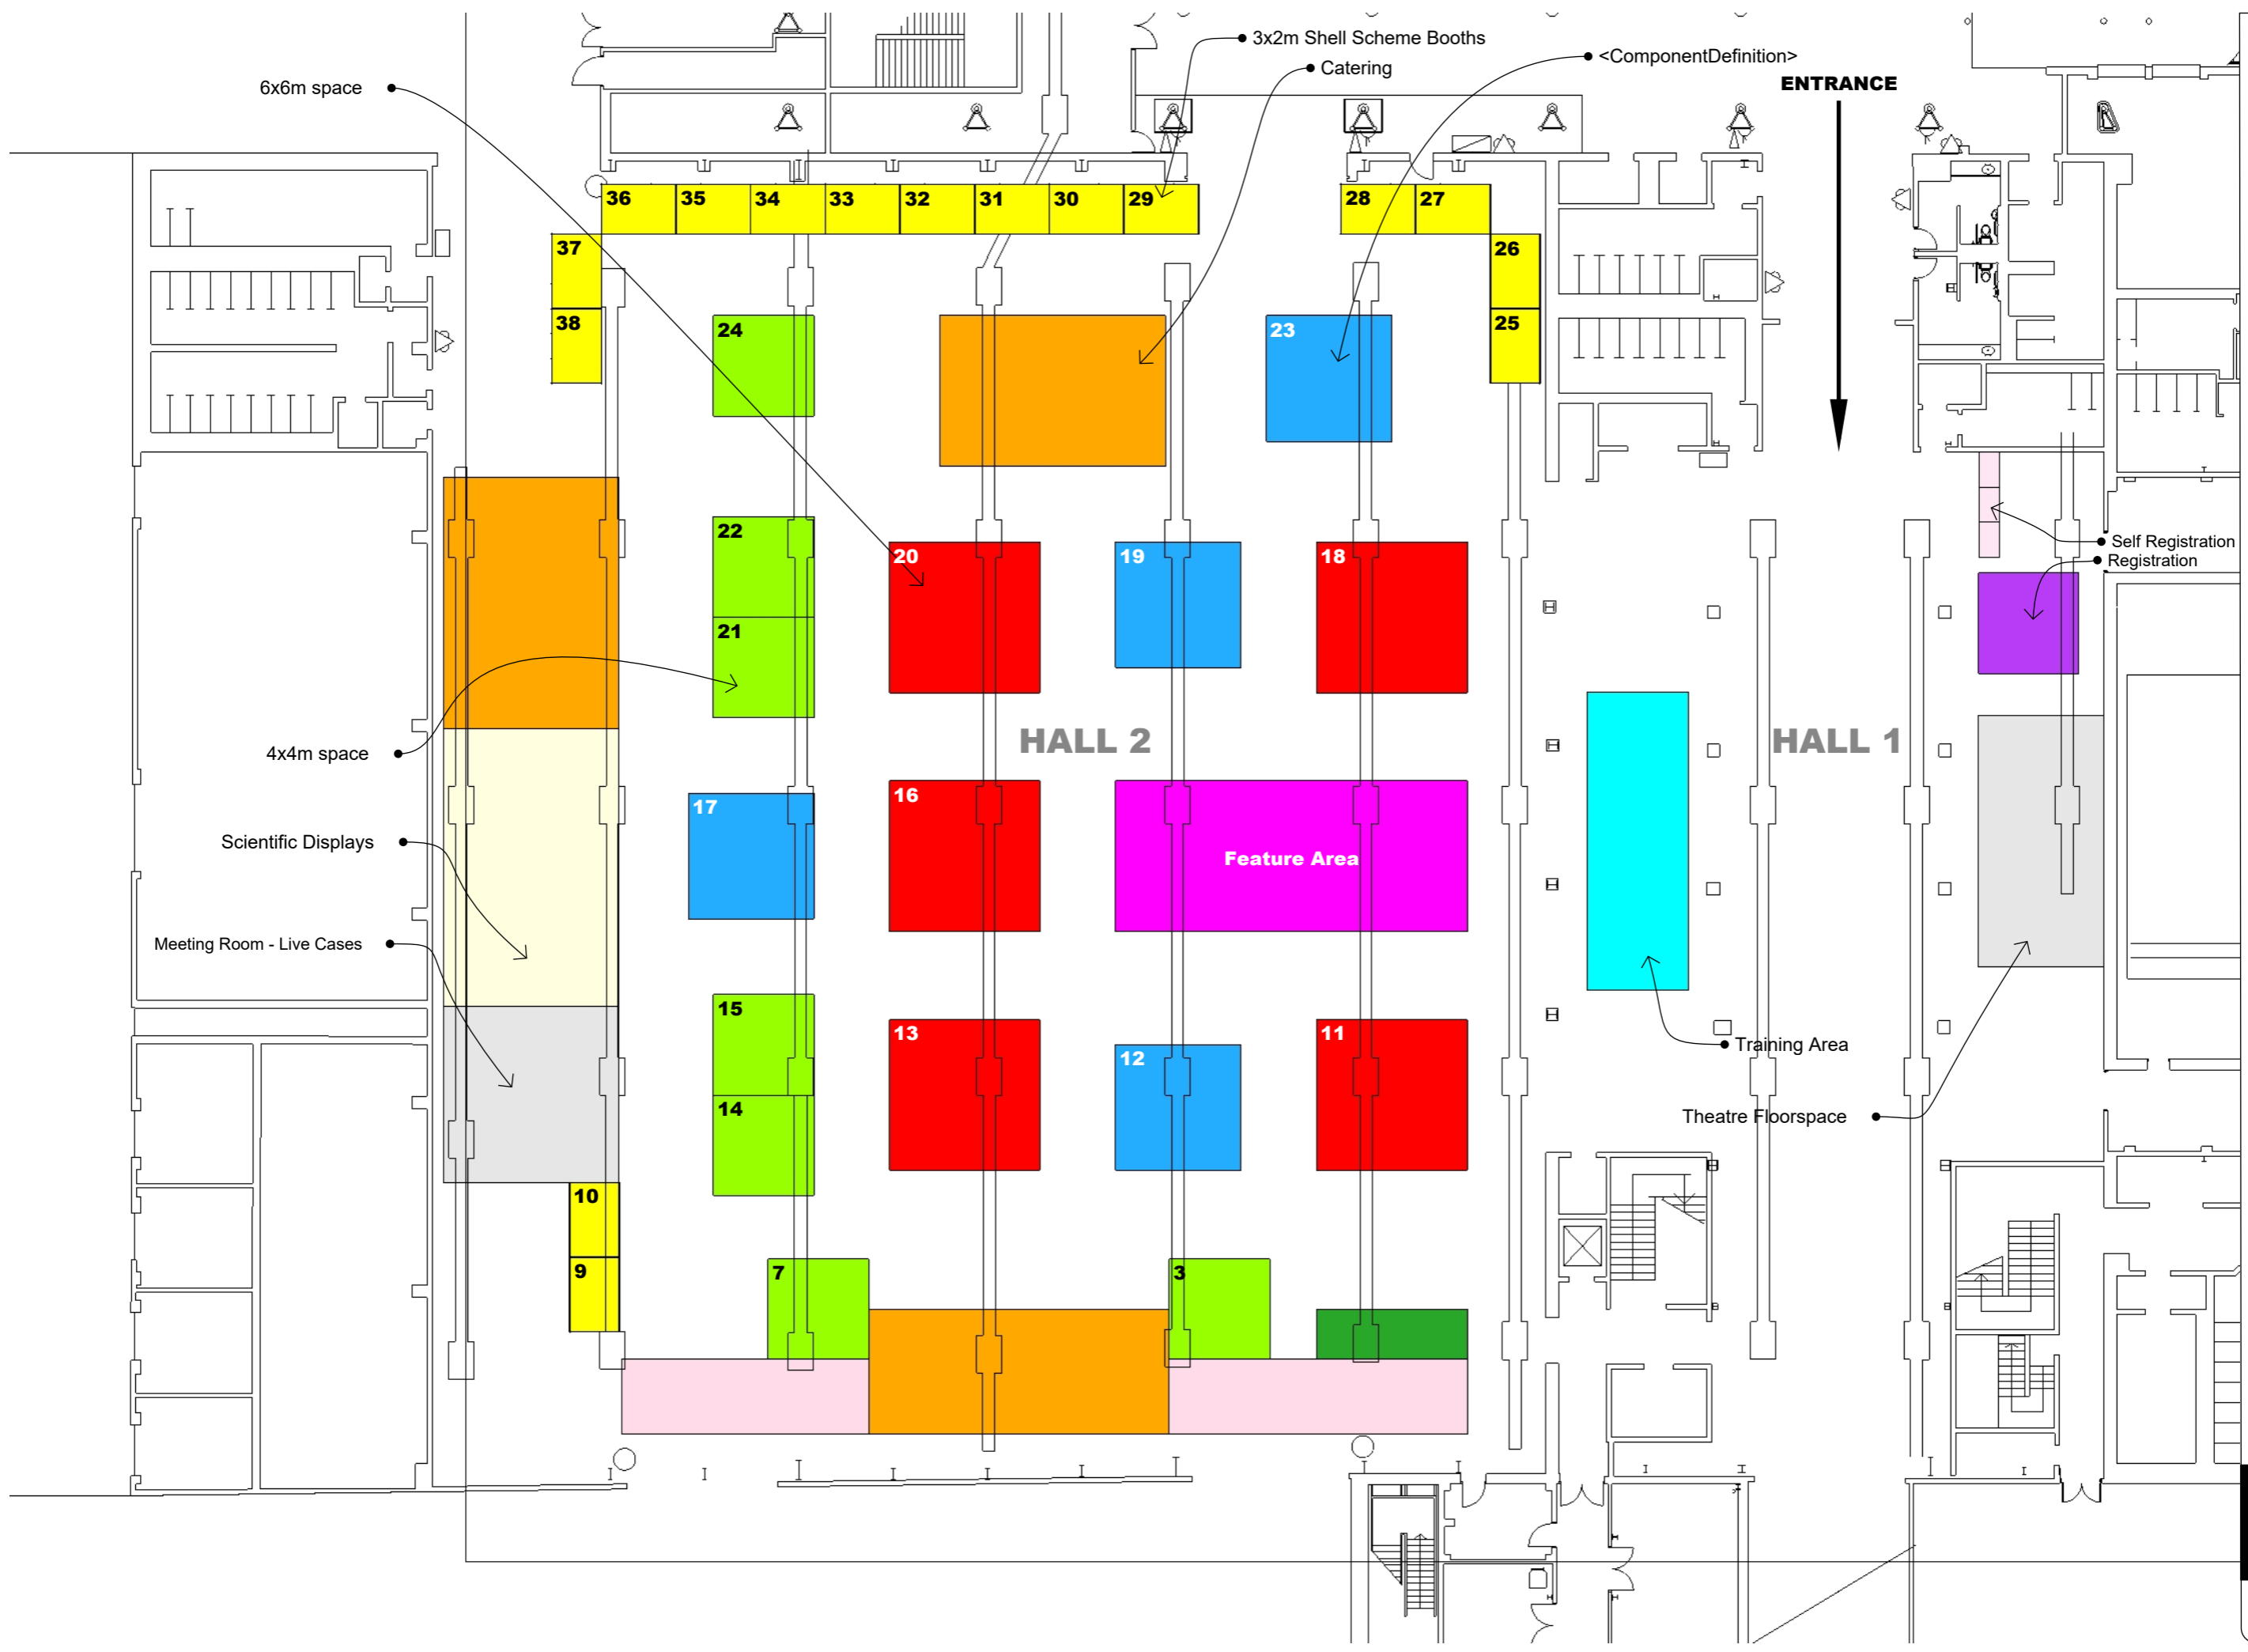 3x2m Shell Scheme Booths
<ComponentDefinition>
Catering
6x6m space
ENTRANCE
36 35 34 33 32 31 30 29 28 27
37
26
38
25
24
23
22
20
19
18
Self Registration
Registration
21
HALL 2
HALL 1
4x4m space
17
16
Scientific Displays
Feature Area
Meeting Room - Live Cases
15
13
12
11
Training Area
14
Theatre Floorspace
10
9
7
3